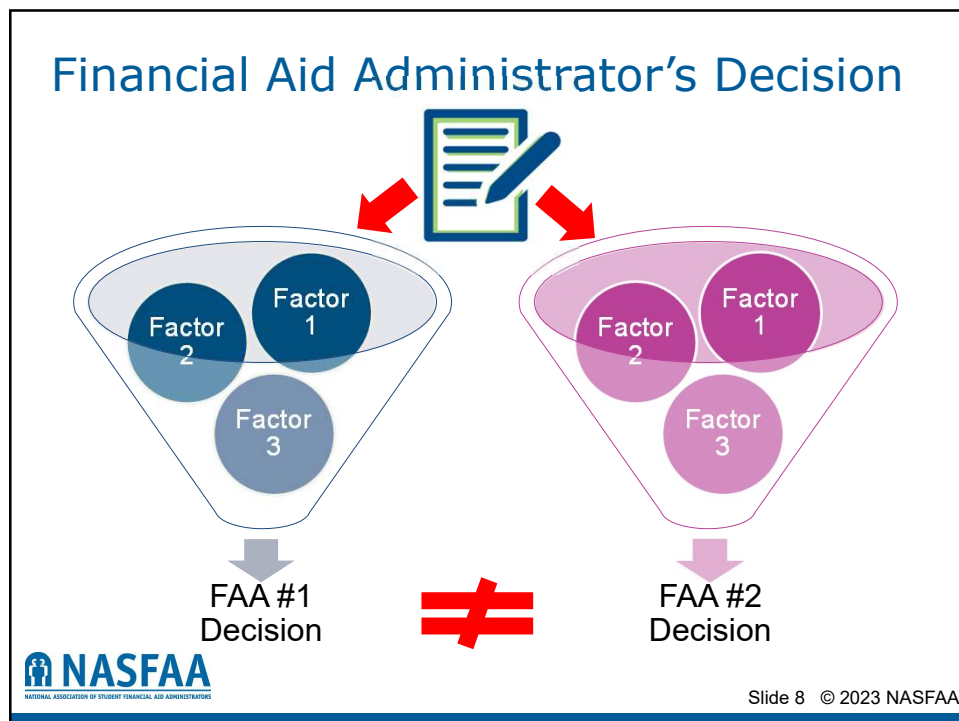 Financial Aid Administrator's Decision
Factor
1
Factor
2
Factor
3
Factor
1
Factor
2
Factor
3
FAA #1
Decision
FAA #2
Decision
NASFAA
NATIONAL ASSOCIATION OF STUDENT FINANCIAL AID ADMINISTRATORS
Slide 8 © 2023 NASFAA